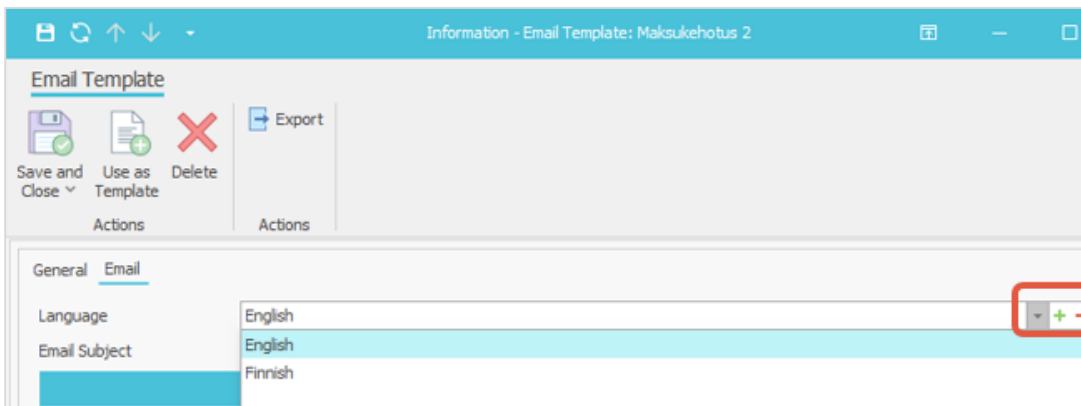 Information - Email Template: Maksukehotus 2
Email Template
Save and Close
Use as Template
Delete
Export
Actions
Actions
General Email
Language English
Email Subject English
Finnish